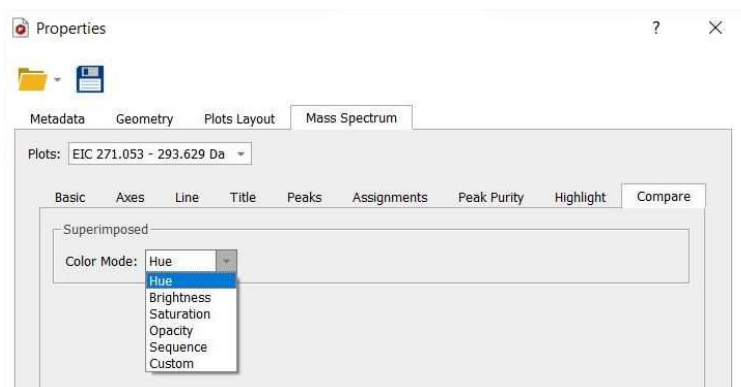 Properties ?
Metadata Geometry Plots Layout Mass Spectrum
Plots: EIC 271.053 - 293.629 Da
Basic Axes Line Title Peaks Assignments Peak Purity Highlight Compare
Superimposed
Color Mode: Hue
Hue
Brightness
Saturation
Opacity
Sequence
Custom